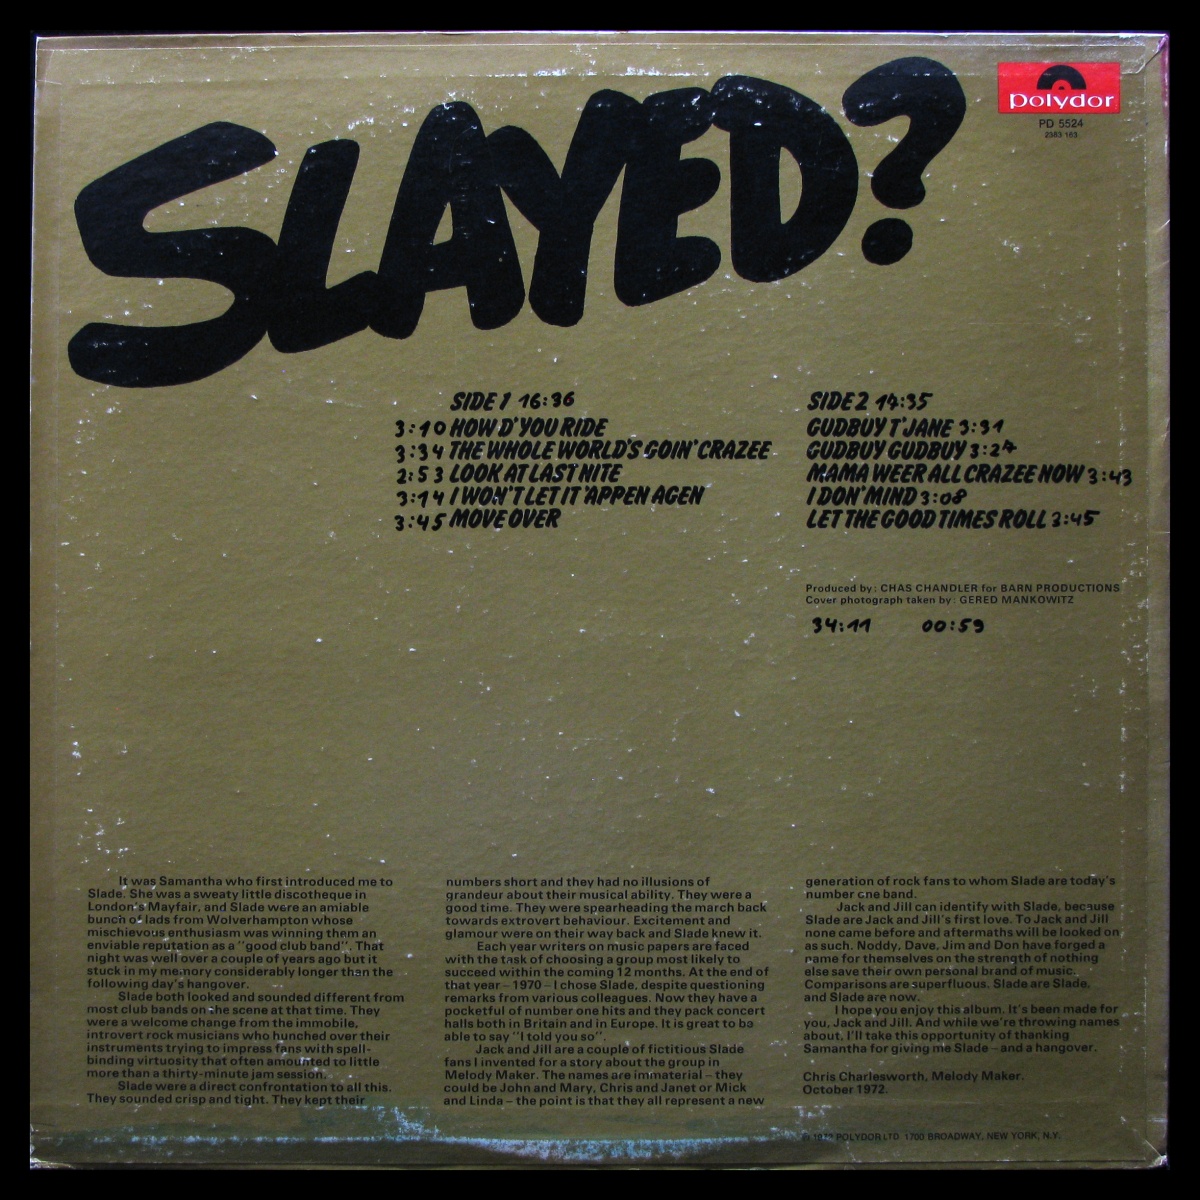 SLAYED?
polydor
PD 5524
2383 163
SIDE 1 16:36
3:10 HOW D'YOU RIDE
3:34 THE WHOLE WORLD'S GOIN' CRAZEE
2:53 LOOK AT LAST NITE
3:14 I WON'T LET IT 'APPEN AGEN
3:45 MOVE OVER
SIDE 2 14:35
GUDBUY T'JANE 3:31
GUDBUY GUDBUY 3:27
MAMA WEER ALL CRAZEE NOW 3:43
I DON' MIND 3:08
LET THE GOOD TIMES ROLL 3:45
Produced by: CHAS CHANDLER for BARN PRODUCTIONS
Cover photograph taken by: GERED MANKOWITZ
34:11 00:59
It was Samantha who first introduced me to
Slade. She was a sweaty little discotheque in
London's Mayfair, and Slade were an amiable
bunch of lads from Wolverhampton whose
mischievous enthusiasm was winning them an
enviable reputation as a "good club band". That
night was well over a couple of years ago but it
stuck in my memory considerably longer than the
following day's hangover.
Slade both looked and sounded different from
most club bands on the scene at that time. They
were a welcome change from the immobile,
introvert rock musicians who hunched over their
instruments trying to impress fans with spell-
binding virtuosity that often amounted to little
more than a thirty-minute jam session.
Slade were a direct confrontation to all this.
They sounded crisp and tight. They kept their
numbers short and they had no illusions of
grandeur about their musical ability. They were a
good time. They were spearheading the march back
towards extrovert behaviour. Excitement and
glamour were on their way back and Slade knew it.
Each year writers on music papers are faced
with the task of choosing a group most likely to
succeed within the coming 12 months. At the end of
that year – 1970 – I chose Slade, despite questioning
remarks from various colleagues. Now they have a
pocketful of number one hits and they pack concert
halls both in Britain and in Europe. It is great to be
able to say "I told you so".
Jack and Jill are a couple of fictitious Slade
fans I invented for a story about the group in
Melody Maker. The names are immaterial – they
could be John and Mary, Chris and Janet or Mick
and Linda – the point is that they all represent a new
generation of rock fans to whom Slade are today's
number one band.
Jack and Jill can identify with Slade, because
Slade are Jack and Jill's first love. To Jack and Jill
none came before and aftermaths will be looked on
as such. Noddy, Dave, Jim and Don have forged a
name for themselves on the strength of nothing
else save their own personal brand of music.
Comparisons are superfluous. Slade are Slade,
and Slade are now.
I hope you enjoy this album. It's been made for
you, Jack and Jill. And while we're throwing names
about, I'll take this opportunity of thanking
Samantha for giving me Slade – and a hangover.
Chris Charlesworth, Melody Maker.
October 1972.
1972 POLYDOR LTD. 1700 BROADWAY, NEW YORK, N.Y.